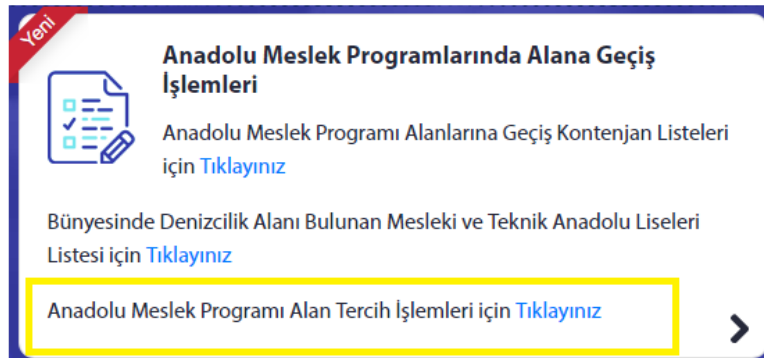 Yeni
Anadolu Meslek Programlarında Alana Geçiş
İşlemleri
Anadolu Meslek Programı Alanlarına Geçiş Kontenjan Listeleri
için Tıklayınız
Bünyesinde Denizcilik Alanı Bulunan Mesleki ve Teknik Anadolu Liseleri
Listesi için Tıklayınız
Anadolu Meslek Programı Alan Tercih İşlemleri için Tıklayınız